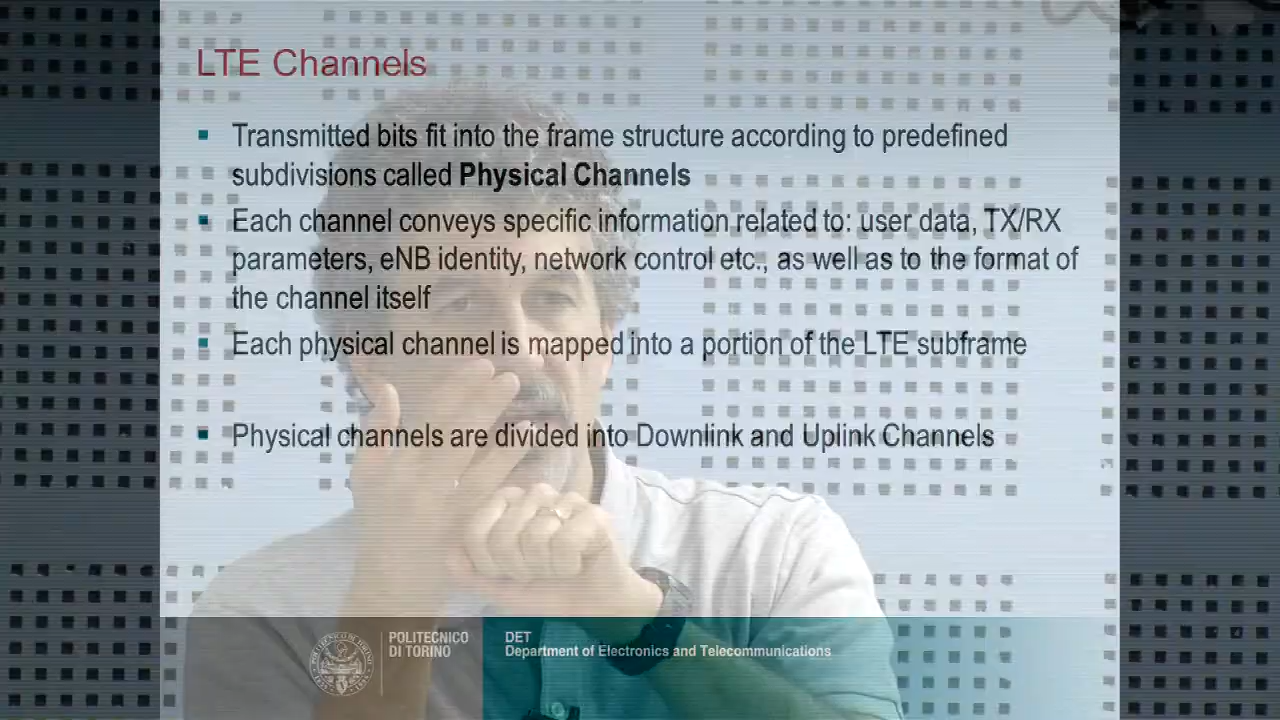 LTE Channels
Transmitted bits fit into the frame structure according to predefined
subdivisions called Physical Channels
Each channel conveys specific information related to: user data, TX/RX
parameters, eNB identity, network control etc., as well as to the format of
the channel itself
Each physical channel is mapped into a portion of the LTE subframe
Physical channels are divided into Downlink and Uplink Channels
POLITECNICO
DI TORINO
DET
Department of Electronics and Telecommunications